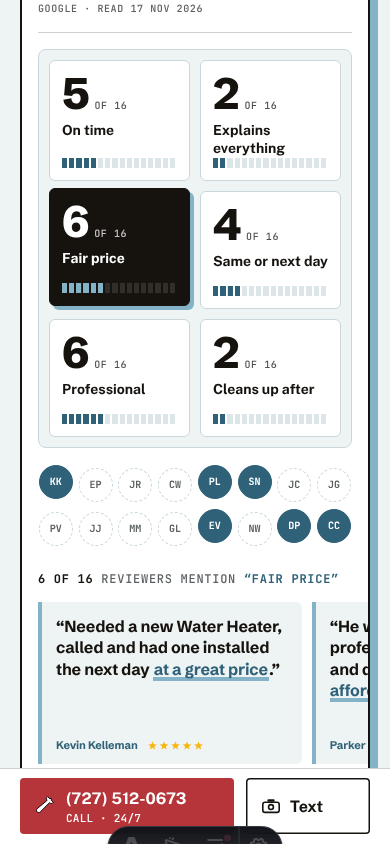 GOOGLE · READ 17 NOV 2026
5 OF 16
On time
2 OF 16
Explains
everything
6 OF 16
Fair price
4 OF 16
Same or next day
6 OF 16
Professional
2 OF 16
Cleans up after
KK EP JR CW PL SN JC JG
PV JJ MM GL EV NW DP CC
6 OF 16 REVIEWERS MENTION “FAIR PRICE”
“Needed a new Water Heater,
called and had one installed
the next day at a great price.”
Kevin Kelleman ★★★★★
“He
and
Parker
(727) 512-0673
CALL · 24/7
Text